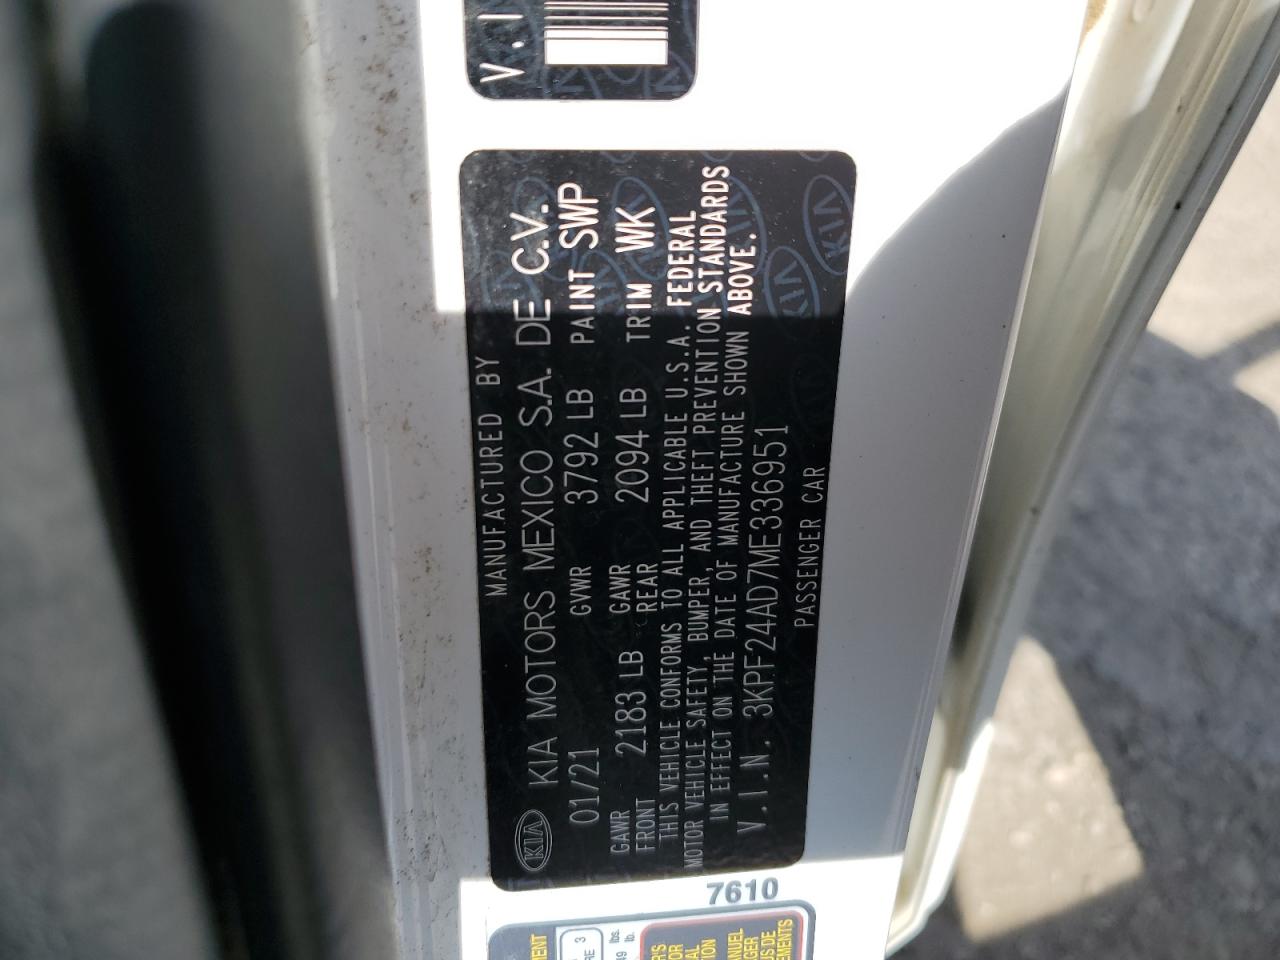 V.I
KIA
MANUFACTURED BY
KIA MOTORS MEXICO S.A. DE C.V.
01/21 GVWR 3792 LB PAINT SWP
GAWR FRONT 2183 LB GAWR REAR 2094 LB TRIM WK
THIS VEHICLE CONFORMS TO ALL APPLICABLE U.S.A. FEDERAL
MOTOR VEHICLE SAFETY, BUMPER, AND THEFT PREVENTION STANDARDS
IN EFFECT ON THE DATE OF MANUFACTURE SHOWN ABOVE.
V.I.N. 3KPF24AD7ME336951
PASSENGER CAR
7610